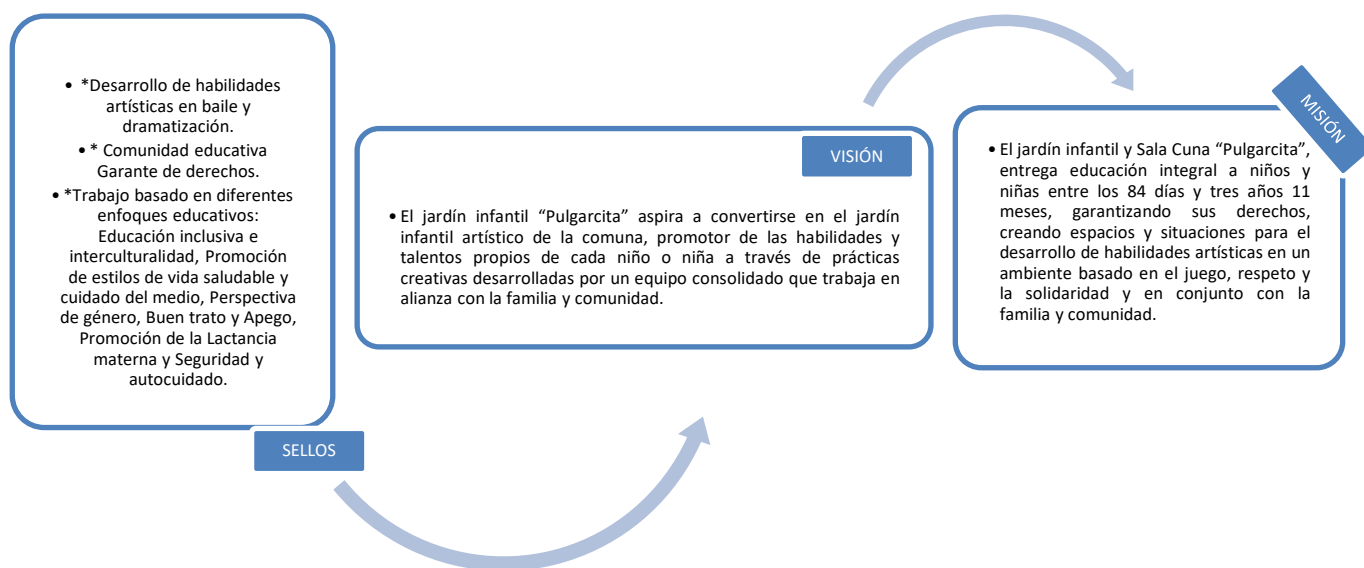 • *Desarrollo de habilidades
artísticas en baile y
dramatización.
• * Comunidad educativa
Garante de derechos.
• *Trabajo basado en diferentes
enfoques educativos:
Educación inclusiva e
interculturalidad, Promoción
de estilos de vida saludable y
cuidado del medio, Perspectiva
de género, Buen trato y Apego,
Promoción de la Lactancia
materna y Seguridad y
autocuidado.
SELLOS
VISIÓN
• El jardín infantil “Pulgarcita” aspira a convertirse en el jardín
infantil artístico de la comuna, promotor de las habilidades y
talentos propios de cada niño o niña a través de prácticas
creativas desarrolladas por un equipo consolidado que trabaja en
alianza con la familia y comunidad.
MISIÓN
• El jardín infantil y Sala Cuna “Pulgarcita”,
entrega educación integral a niños y
niñas entre los 84 días y tres años 11
meses, garantizando sus derechos,
creando espacios y situaciones para el
desarrollo de habilidades artísticas en un
ambiente basado en el juego, respeto y
la solidaridad y en conjunto con la
familia y comunidad.